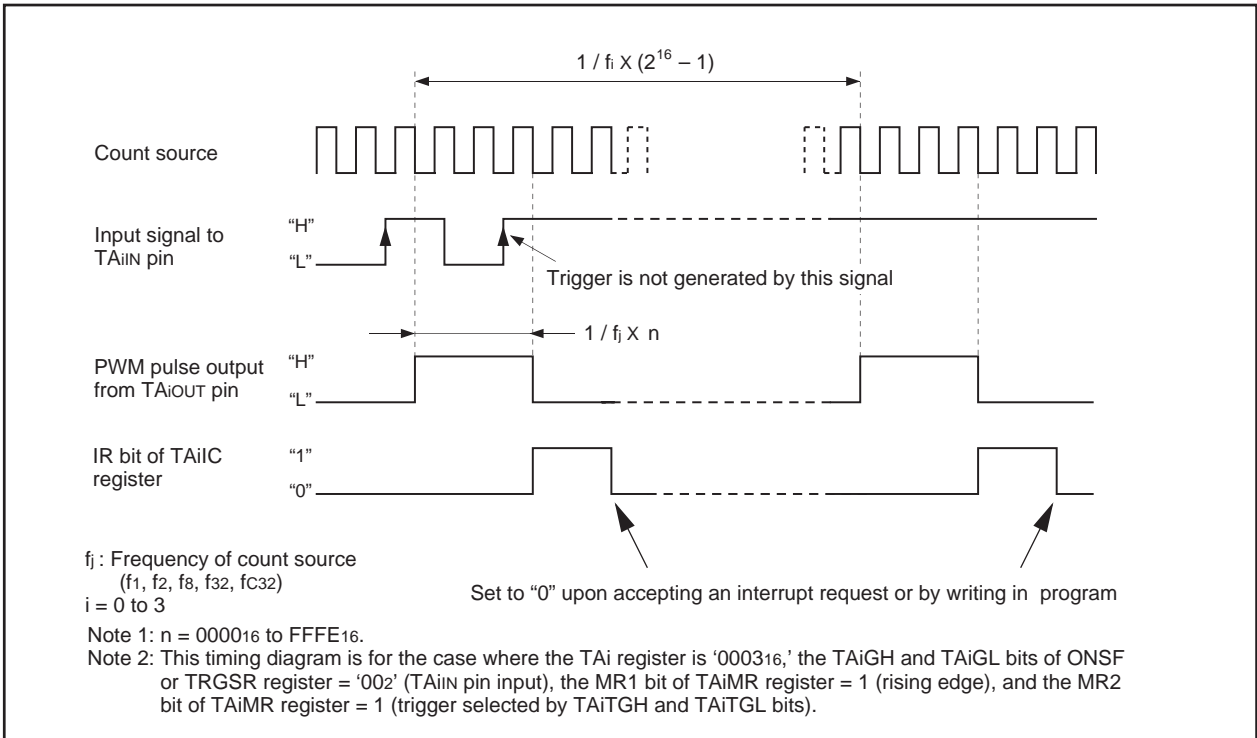 1 / fi X (2^16 – 1)
Count source
Input signal to
TAiIN pin
“H”
“L”
Trigger is not generated by this signal
1 / fj X n
PWM pulse output
from TAiOUT pin
“H”
“L”
IR bit of TAiIC
register
“1”
“0”
fj : Frequency of count source
(f1, f2, f8, f32, fC32)
i = 0 to 3
Set to “0” upon accepting an interrupt request or by writing in program
Note 1: n = 000016 to FFFE16.
Note 2: This timing diagram is for the case where the TAi register is ‘000316,’ the TAiGH and TAiGL bits of ONSF
or TRGSR register = ‘002’ (TAiIN pin input), the MR1 bit of TAiMR register = 1 (rising edge), and the MR2
bit of TAiMR register = 1 (trigger selected by TAiTGH and TAiTGL bits).